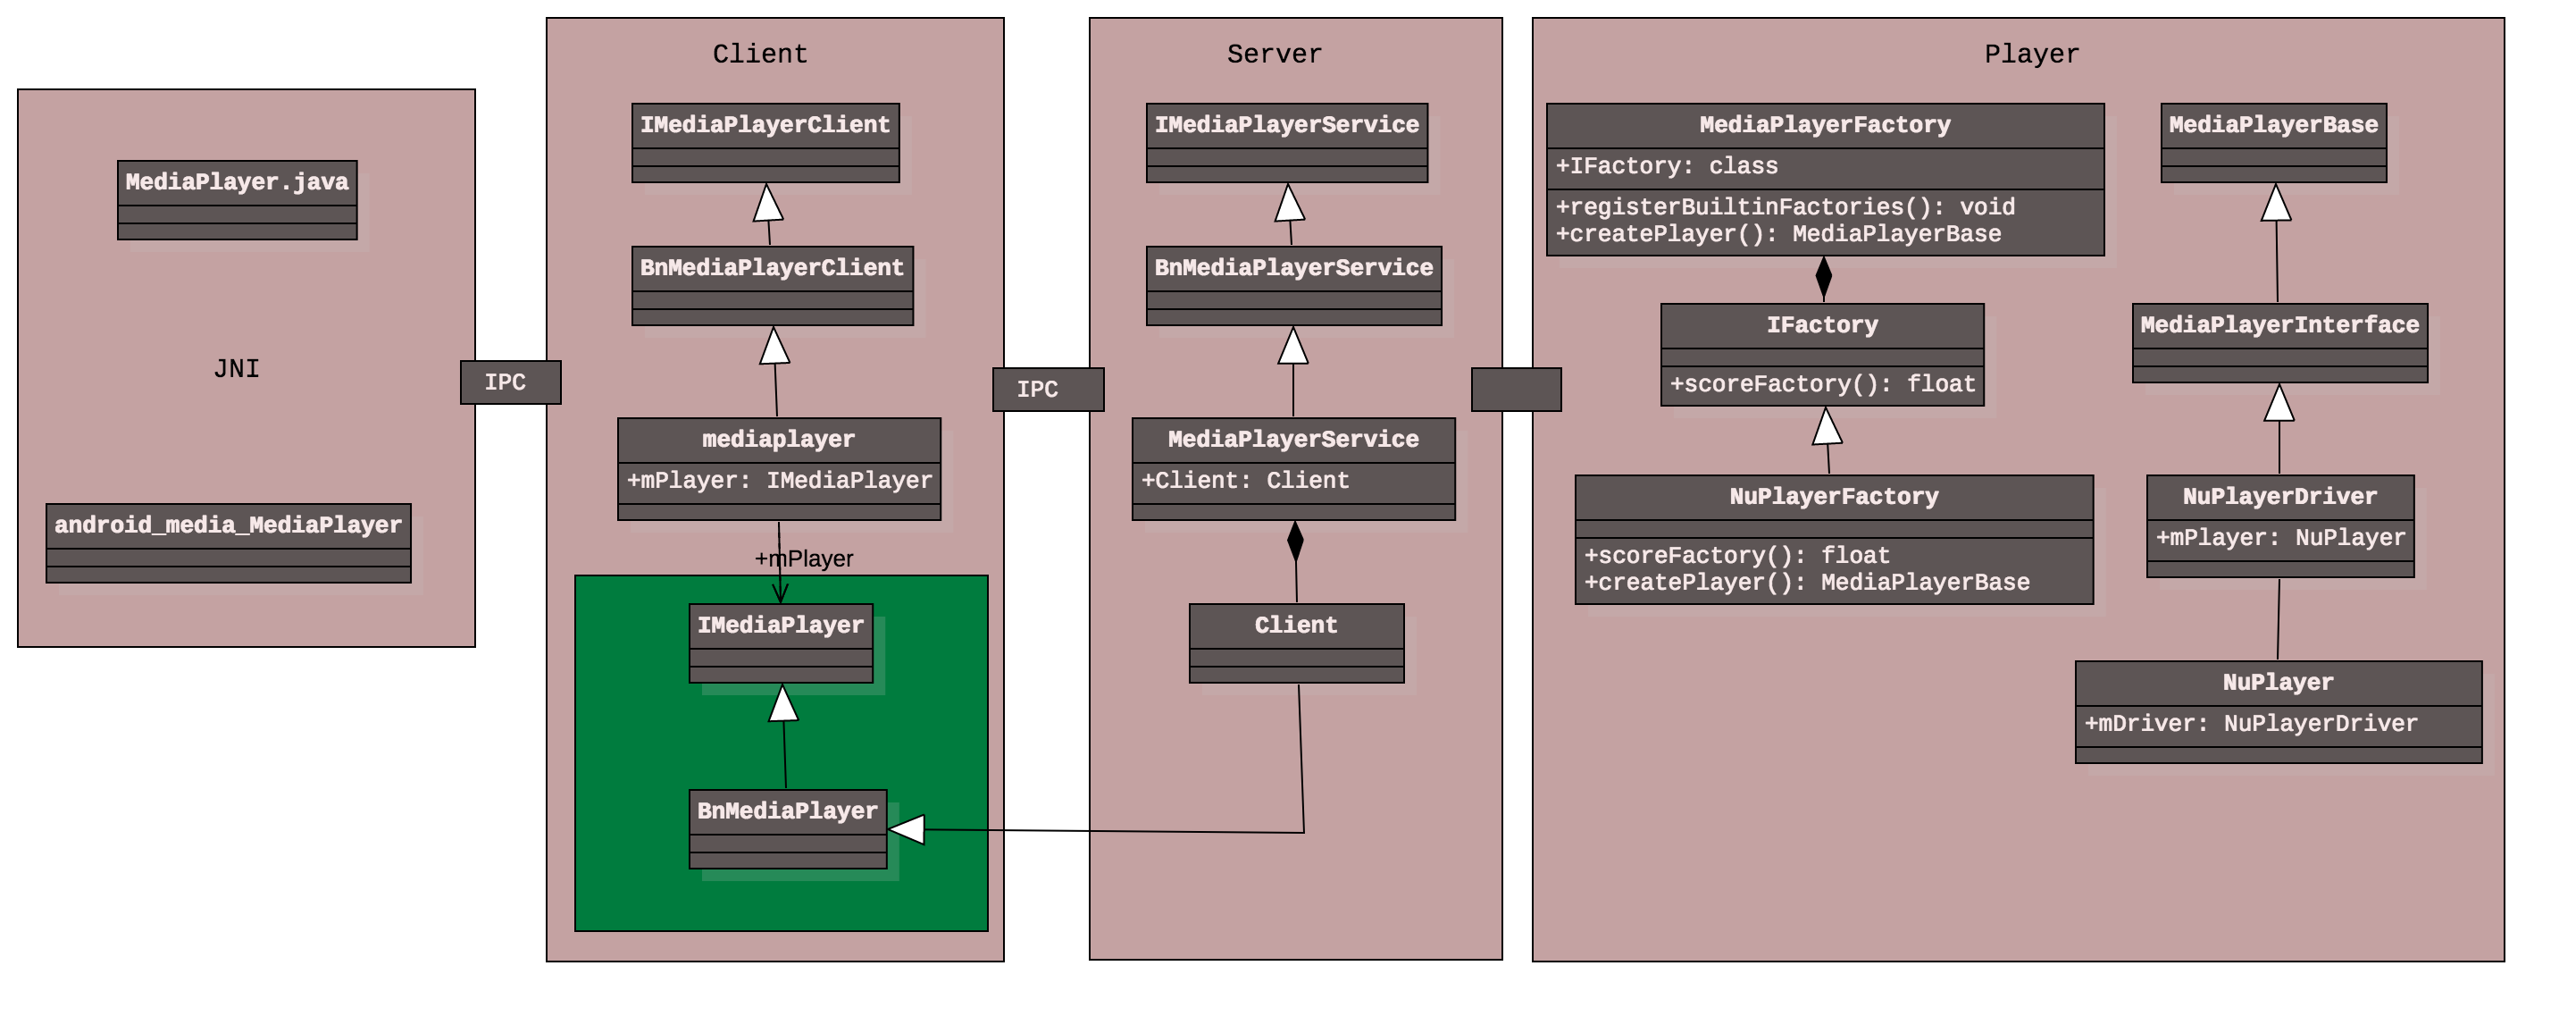 MediaPlayer.java
JNI
android_media_MediaPlayer
IPC
Client
IMediaPlayerClient
BnMediaPlayerClient
mediaplayer
+mPlayer: IMediaPlayer
+mPlayer
IMediaPlayer
BnMediaPlayer
IPC
Server
IMediaPlayerService
BnMediaPlayerService
MediaPlayerService
+Client: Client
Client
Player
MediaPlayerFactory
+IFactory: class
+registerBuiltinFactories(): void
+createPlayer(): MediaPlayerBase
IFactory
+scoreFactory(): float
NuPlayerFactory
+scoreFactory(): float
+createPlayer(): MediaPlayerBase
MediaPlayerBase
MediaPlayerInterface
NuPlayerDriver
+mPlayer: NuPlayer
NuPlayer
+mDriver: NuPlayerDriver